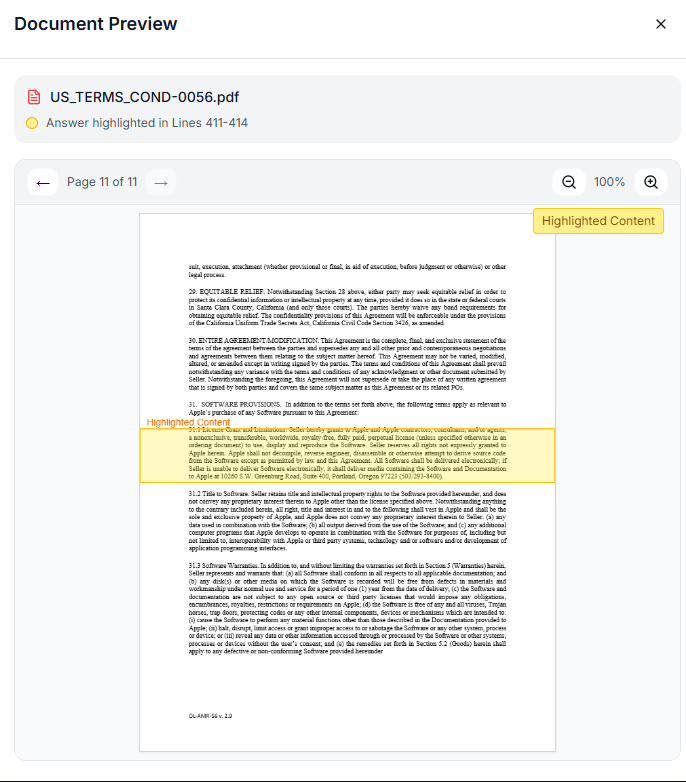 Document Preview
US_TERMS_COND-0056.pdf
Answer highlighted in Lines 411-414
← Page 11 of 11 →
100%
Highlighted Content
suit, execution, attachment (whether provisional or final, in aid of execution, before judgment or otherwise) or other
legal process.
29. EQUITABLE RELIEF. Notwithstanding Section 28 above, either party may seek equitable relief in order to
protect its confidential information or intellectual property at any time, provided it does so in the state or federal courts
in Santa Clara County, California (and only those courts). The parties hereby waive any bond requirements for
obtaining equitable relief. The confidentiality provisions of this Agreement will be enforceable under the provisions
of the California Uniform Trade Secrets Act, California Civil Code Section 3426, as amended.
30. ENTIRE AGREEMENT/MODIFICATION. This Agreement is the complete, final, and exclusive statement of the
terms of the agreement between the parties and supersedes any and all other prior and contemporaneous negotiations
and agreements between them relating to the subject matter hereof. This Agreement may not be varied, modified,
altered, or amended except in writing signed by the parties. The terms and conditions of this Agreement shall prevail
notwithstanding any variance with the terms and conditions of any acknowledgment or other document submitted by
Seller. Notwithstanding the foregoing, this Agreement will not supersede or take the place of any written agreement
that is signed by both parties and covers the same subject matter as this Agreement or its related POs.
31. SOFTWARE PROVISIONS. In addition to the terms set forth above, the following terms apply as relevant to
Apple's purchase of any Software pursuant to this Agreement:
Highlighted Content
31.1 License Grant and Limitations. Seller hereby grants to Apple and Apple contractors, consultants, and/or agents,
a nonexclusive, transferable, worldwide, royalty-free, fully paid, perpetual license (unless specified otherwise in an
ordering document) to use, display and reproduce the Software. Seller reserves all rights not expressly granted to
Apple herein. Apple shall not decompile, reverse engineer, disassemble or otherwise attempt to derive source code
from the Software except as permitted by law and this Agreement. All Software shall be delivered electronically; if
Seller is unable to deliver Software electronically, it shall deliver media containing the Software and Documentation
to Apple at 10260 S.W. Greenburg Road, Suite 400, Portland, Oregon 97223 (503/293-8400).
31.2 Title to Software. Seller retains title and intellectual property rights to the Software provided hereunder, and does
not convey any proprietary interest therein to Apple other than the license specified above. Notwithstanding anything
to the contrary included herein, all right, title and interest in and to the following shall vest in Apple and shall be the
sole and exclusive property of Apple, and Apple does not convey any proprietary interest therein to Seller: (a) any
data used in combination with the Software; (b) all output derived from the use of the Software; and (c) any additional
computer programs that Apple develops to operate in combination with the Software for purposes of, including but
not limited to, interoperability with Apple or third party systems, technology and/or software and/or development of
application programming interfaces.
31.3 Software Warranties. In addition to, and without limiting the warranties set forth in Section 5 (Warranties) herein,
Seller represents and warrants that: (a) all Software shall conform in all respects to all applicable documentation; and
(b) any disk(s) or other media on which the Software is recorded will be free from defects in materials and
workmanship under normal use and service for a period of one (1) year from the date of delivery; (c) the Software and
documentation are not subject to any open source or third party licenses that would impose any obligations,
encumbrances, royalties, restrictions or requirements on Apple; (d) the Software is free of any and all viruses, Trojan
horses, trap doors, protecting codes or any other internal components, devices or mechanisms which are intended to:
(i) cause the Software to perform any material functions other than those described in the Documentation provided to
Apple; (ii) halt, disrupt, limit access or grant improper access to or sabotage the Software or any other system, process
or device; or (iii) reveal any data or other information accessed through or processed by the Software or other systems,
processes or devices without the user's consent; and (e) the remedies set forth in Section 5.2 (Goods) herein shall
apply to any defective or non-conforming Software provided hereunder
DL-AMR-56 v. 2.9